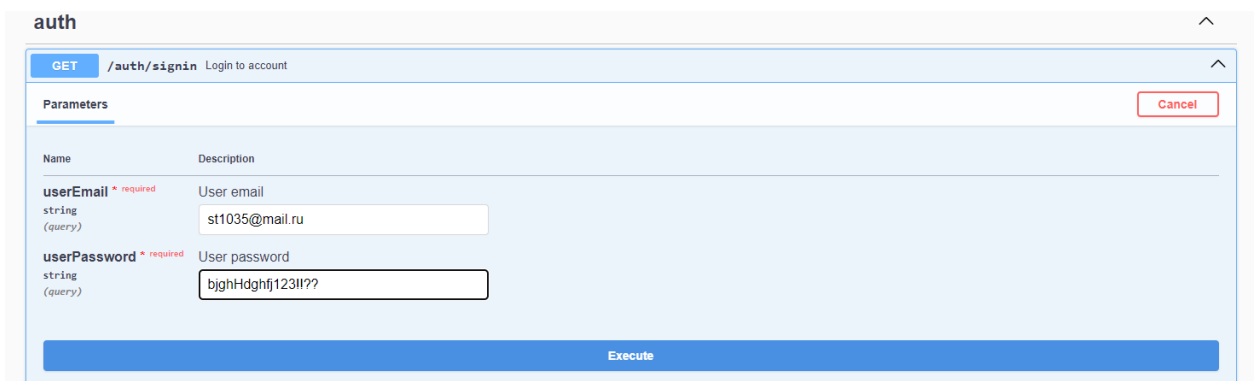 auth
GET /auth/signin Login to account
Parameters
Cancel
Name Description
userEmail * required User email
string
(query)
st1035@mail.ru
userPassword * required User password
string
(query)
bjghHdghfj123!!??
Execute